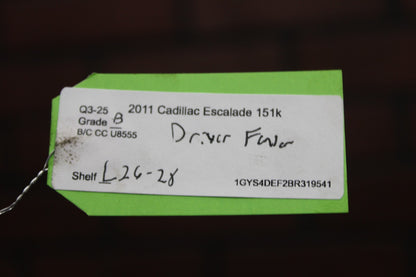 Q3-25 2011 Cadillac Escalade 151k
Grade B
B/C CC U8555
Driver Fender
Shelf L26-28
1GYS4DEF2BR319541